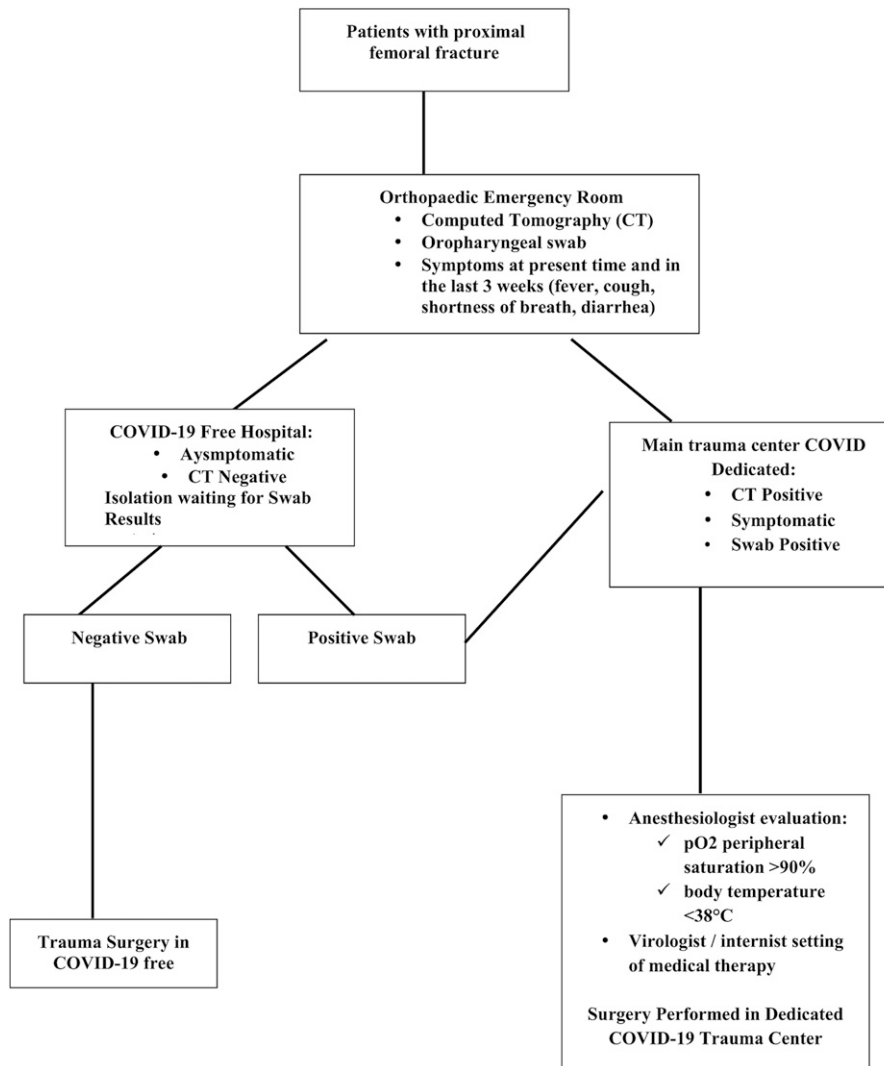 Patients with proximal
femoral fracture
Orthopaedic Emergency Room
• Computed Tomography (CT)
• Oropharyngeal swab
• Symptoms at present time and in
the last 3 weeks (fever, cough,
shortness of breath, diarrhea)
COVID-19 Free Hospital:
• Aysmptomatic
• CT Negative
Isolation waiting for Swab
Results
Main trauma center COVID
Dedicated:
• CT Positive
• Symptomatic
• Swab Positive
Negative Swab
Positive Swab
Trauma Surgery in
COVID-19 free
• Anesthesiologist evaluation:
✓ pO2 peripheral
saturation >90%
✓ body temperature
<38°C
• Virologist / internist setting
of medical therapy
Surgery Performed in Dedicated
COVID-19 Trauma Center